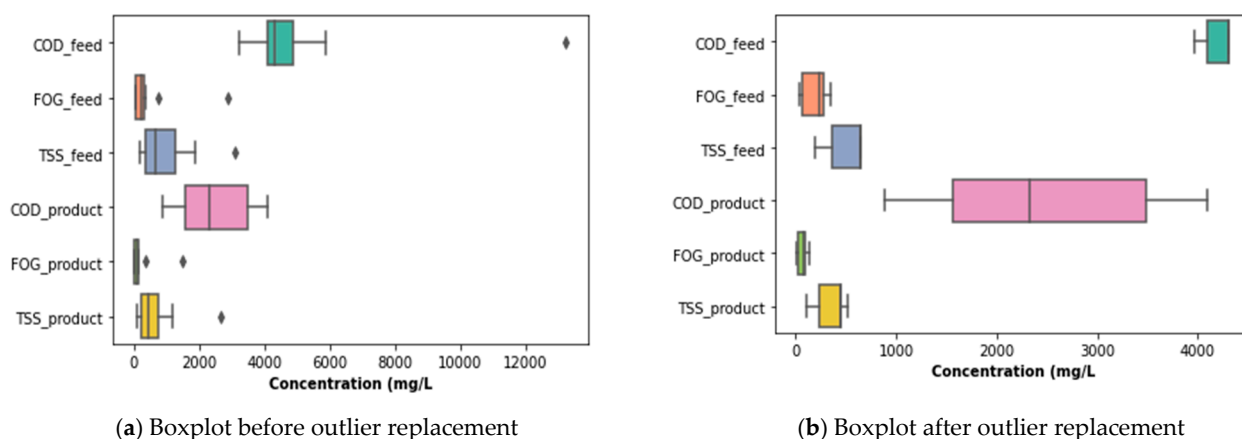 COD_feed
FOG_feed
TSS_feed
COD_product
FOG_product
TSS_product
0 2000 4000 6000 8000 10000 12000
Concentration (mg/L
(a) Boxplot before outlier replacement
COD_feed
FOG_feed
TSS_feed
COD_product
FOG_product
TSS_product
0 1000 2000 3000 4000
Concentration (mg/L
(b) Boxplot after outlier replacement